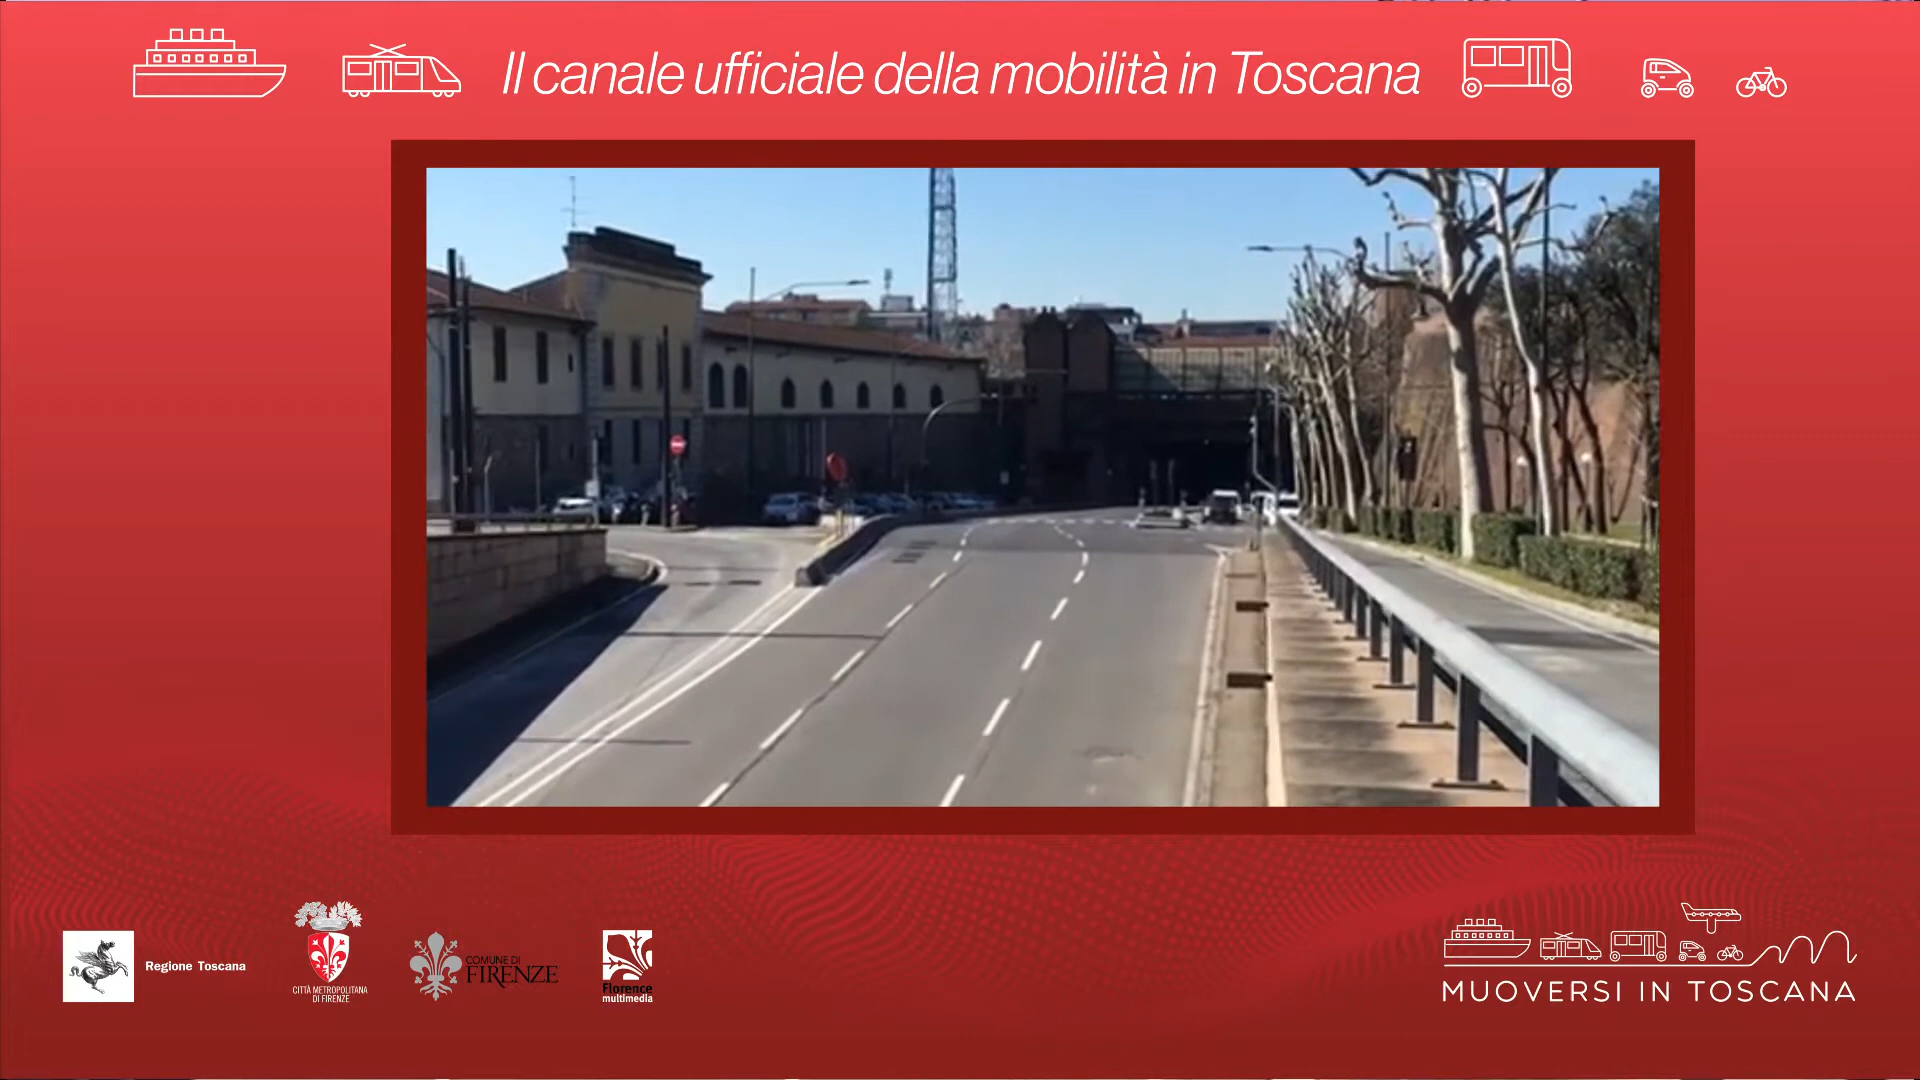 Il canale ufficiale della mobilità in Toscana
Regione Toscana
CITTÀ METROPOLITANA
DI FIRENZE
COMUNE DI
FIRENZE
Florence
multimedia
MUOVERSI IN TOSCANA